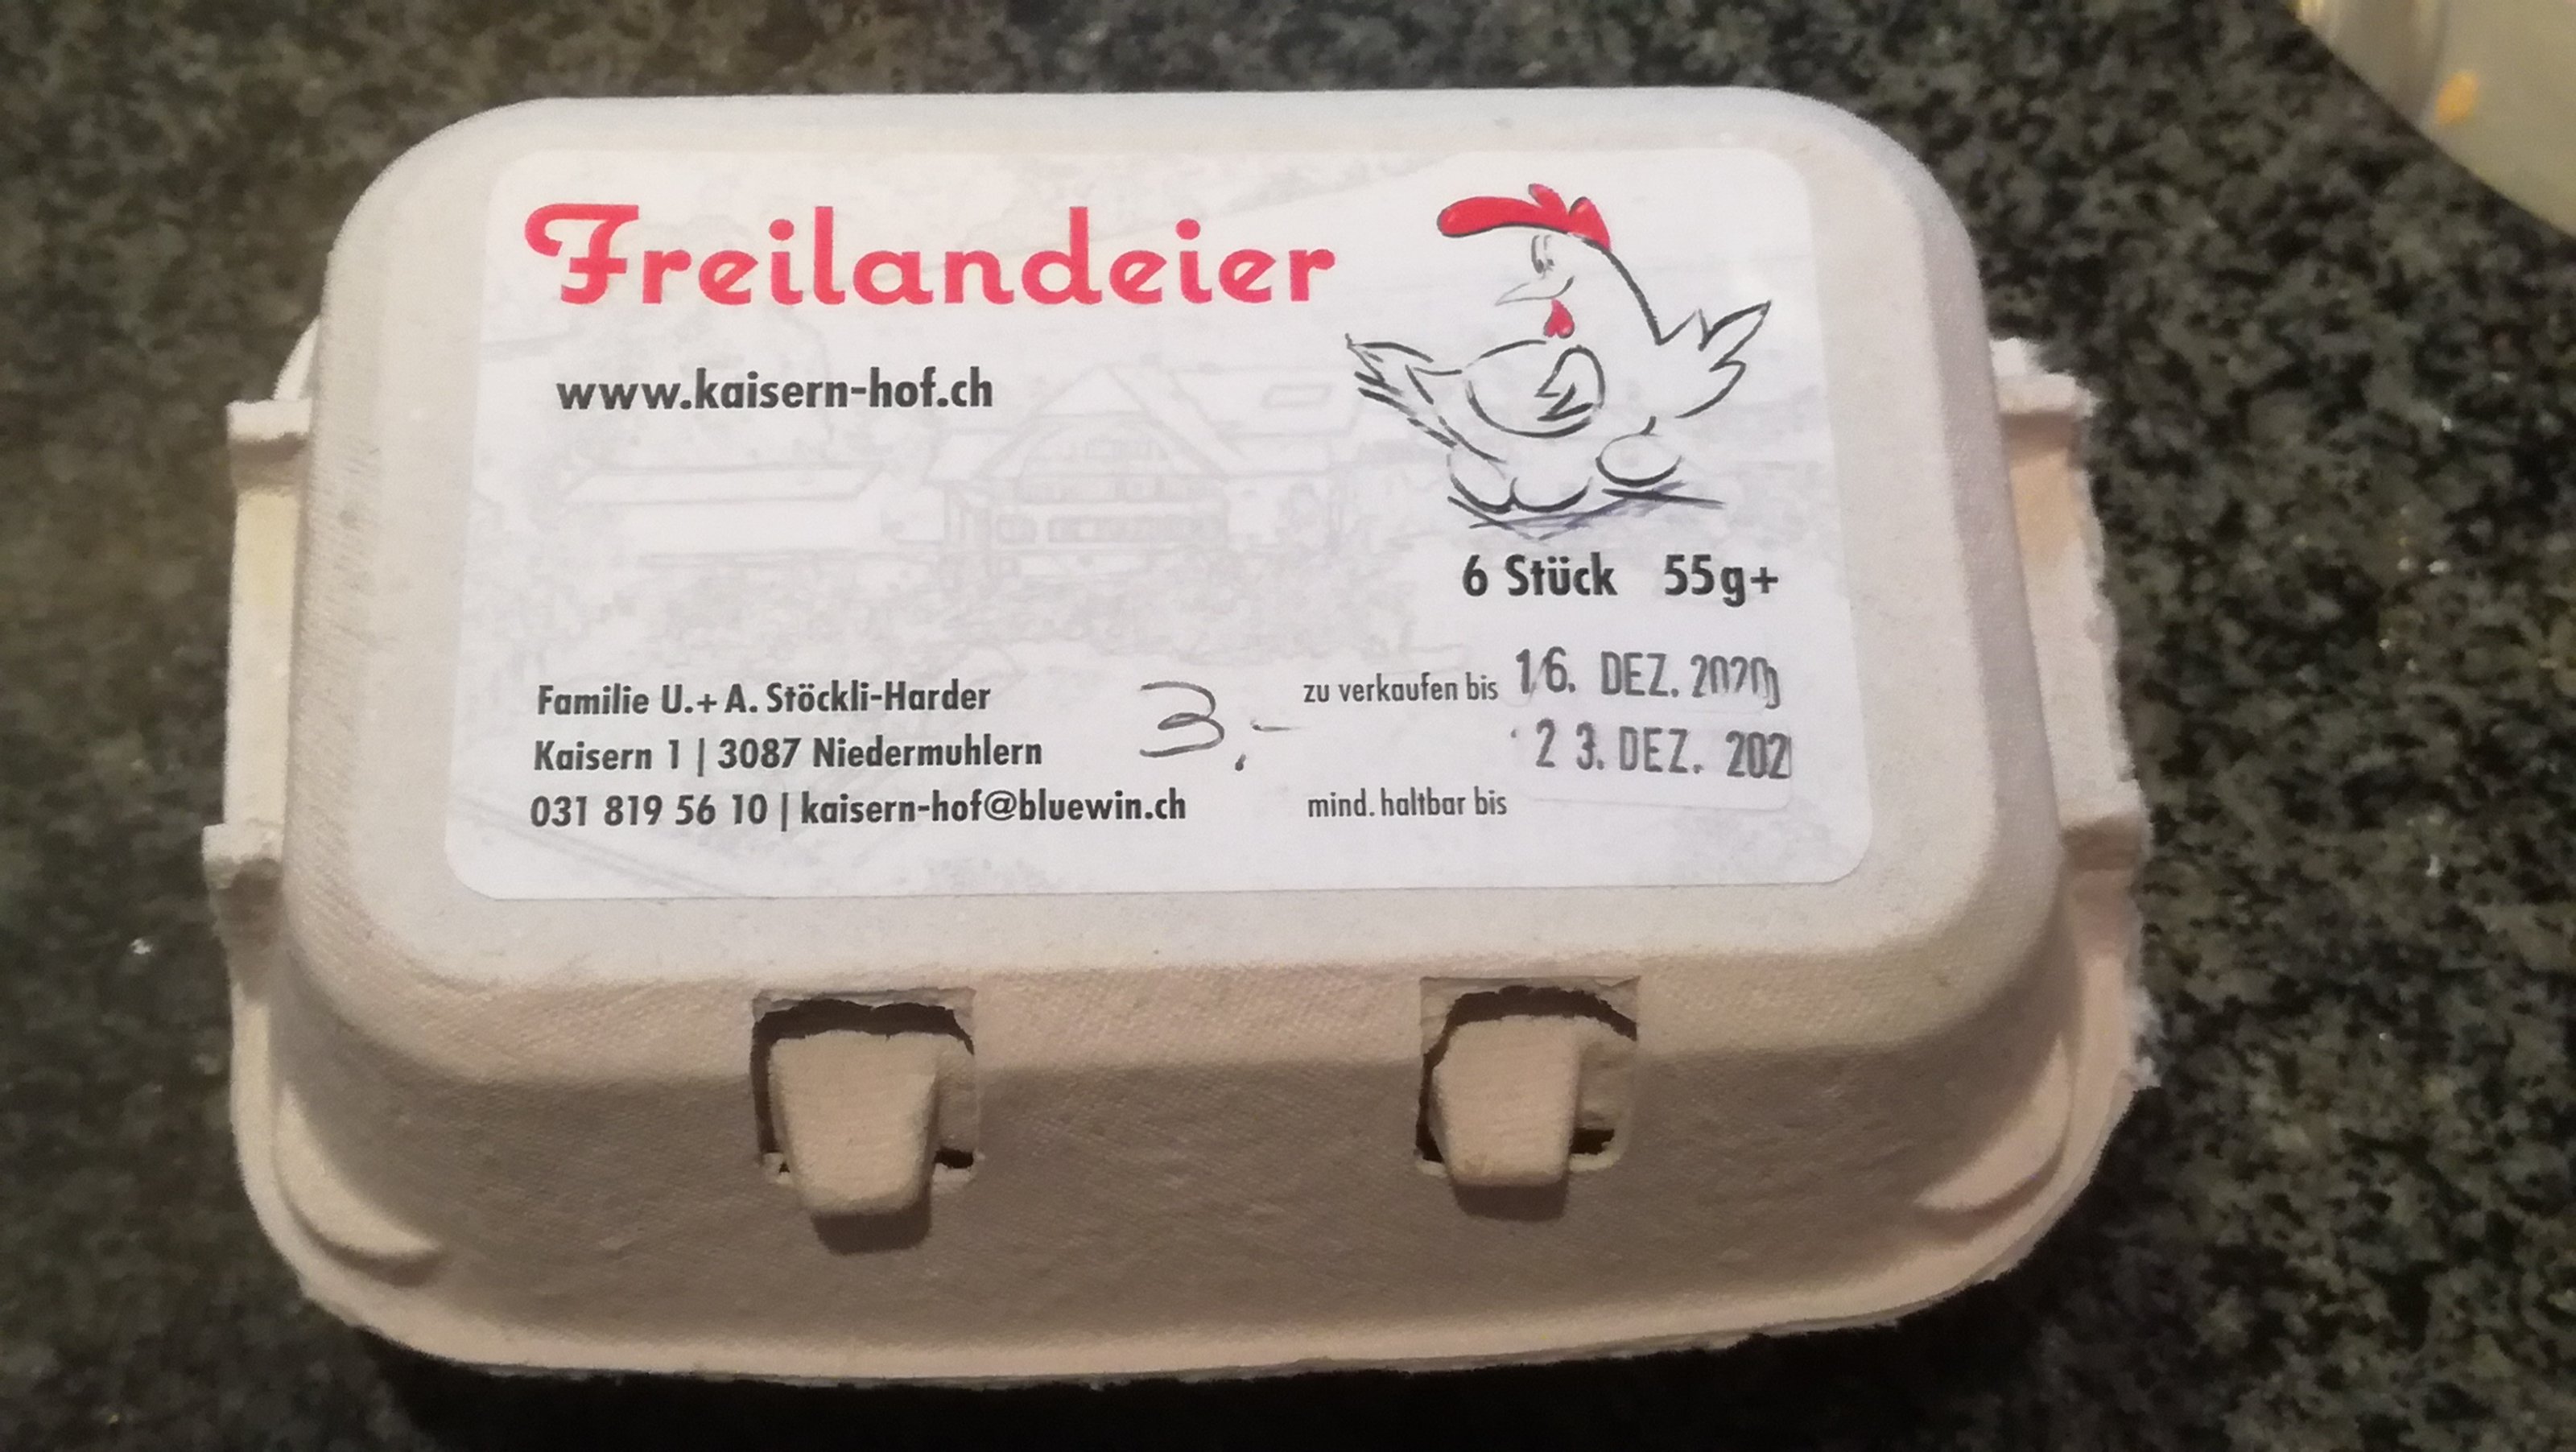 Freilandeier
www.kaisern-hof.ch
6 Stück 55g+
Familie U.+ A. Stöckli-Harder
Kaisern 1 | 3087 Niedermuhlern
031 819 56 10 | kaisern-hof@bluewin.ch
3,-
zu verkaufen bis 16. DEZ. 2020
23. DEZ. 202
mind. haltbar bis